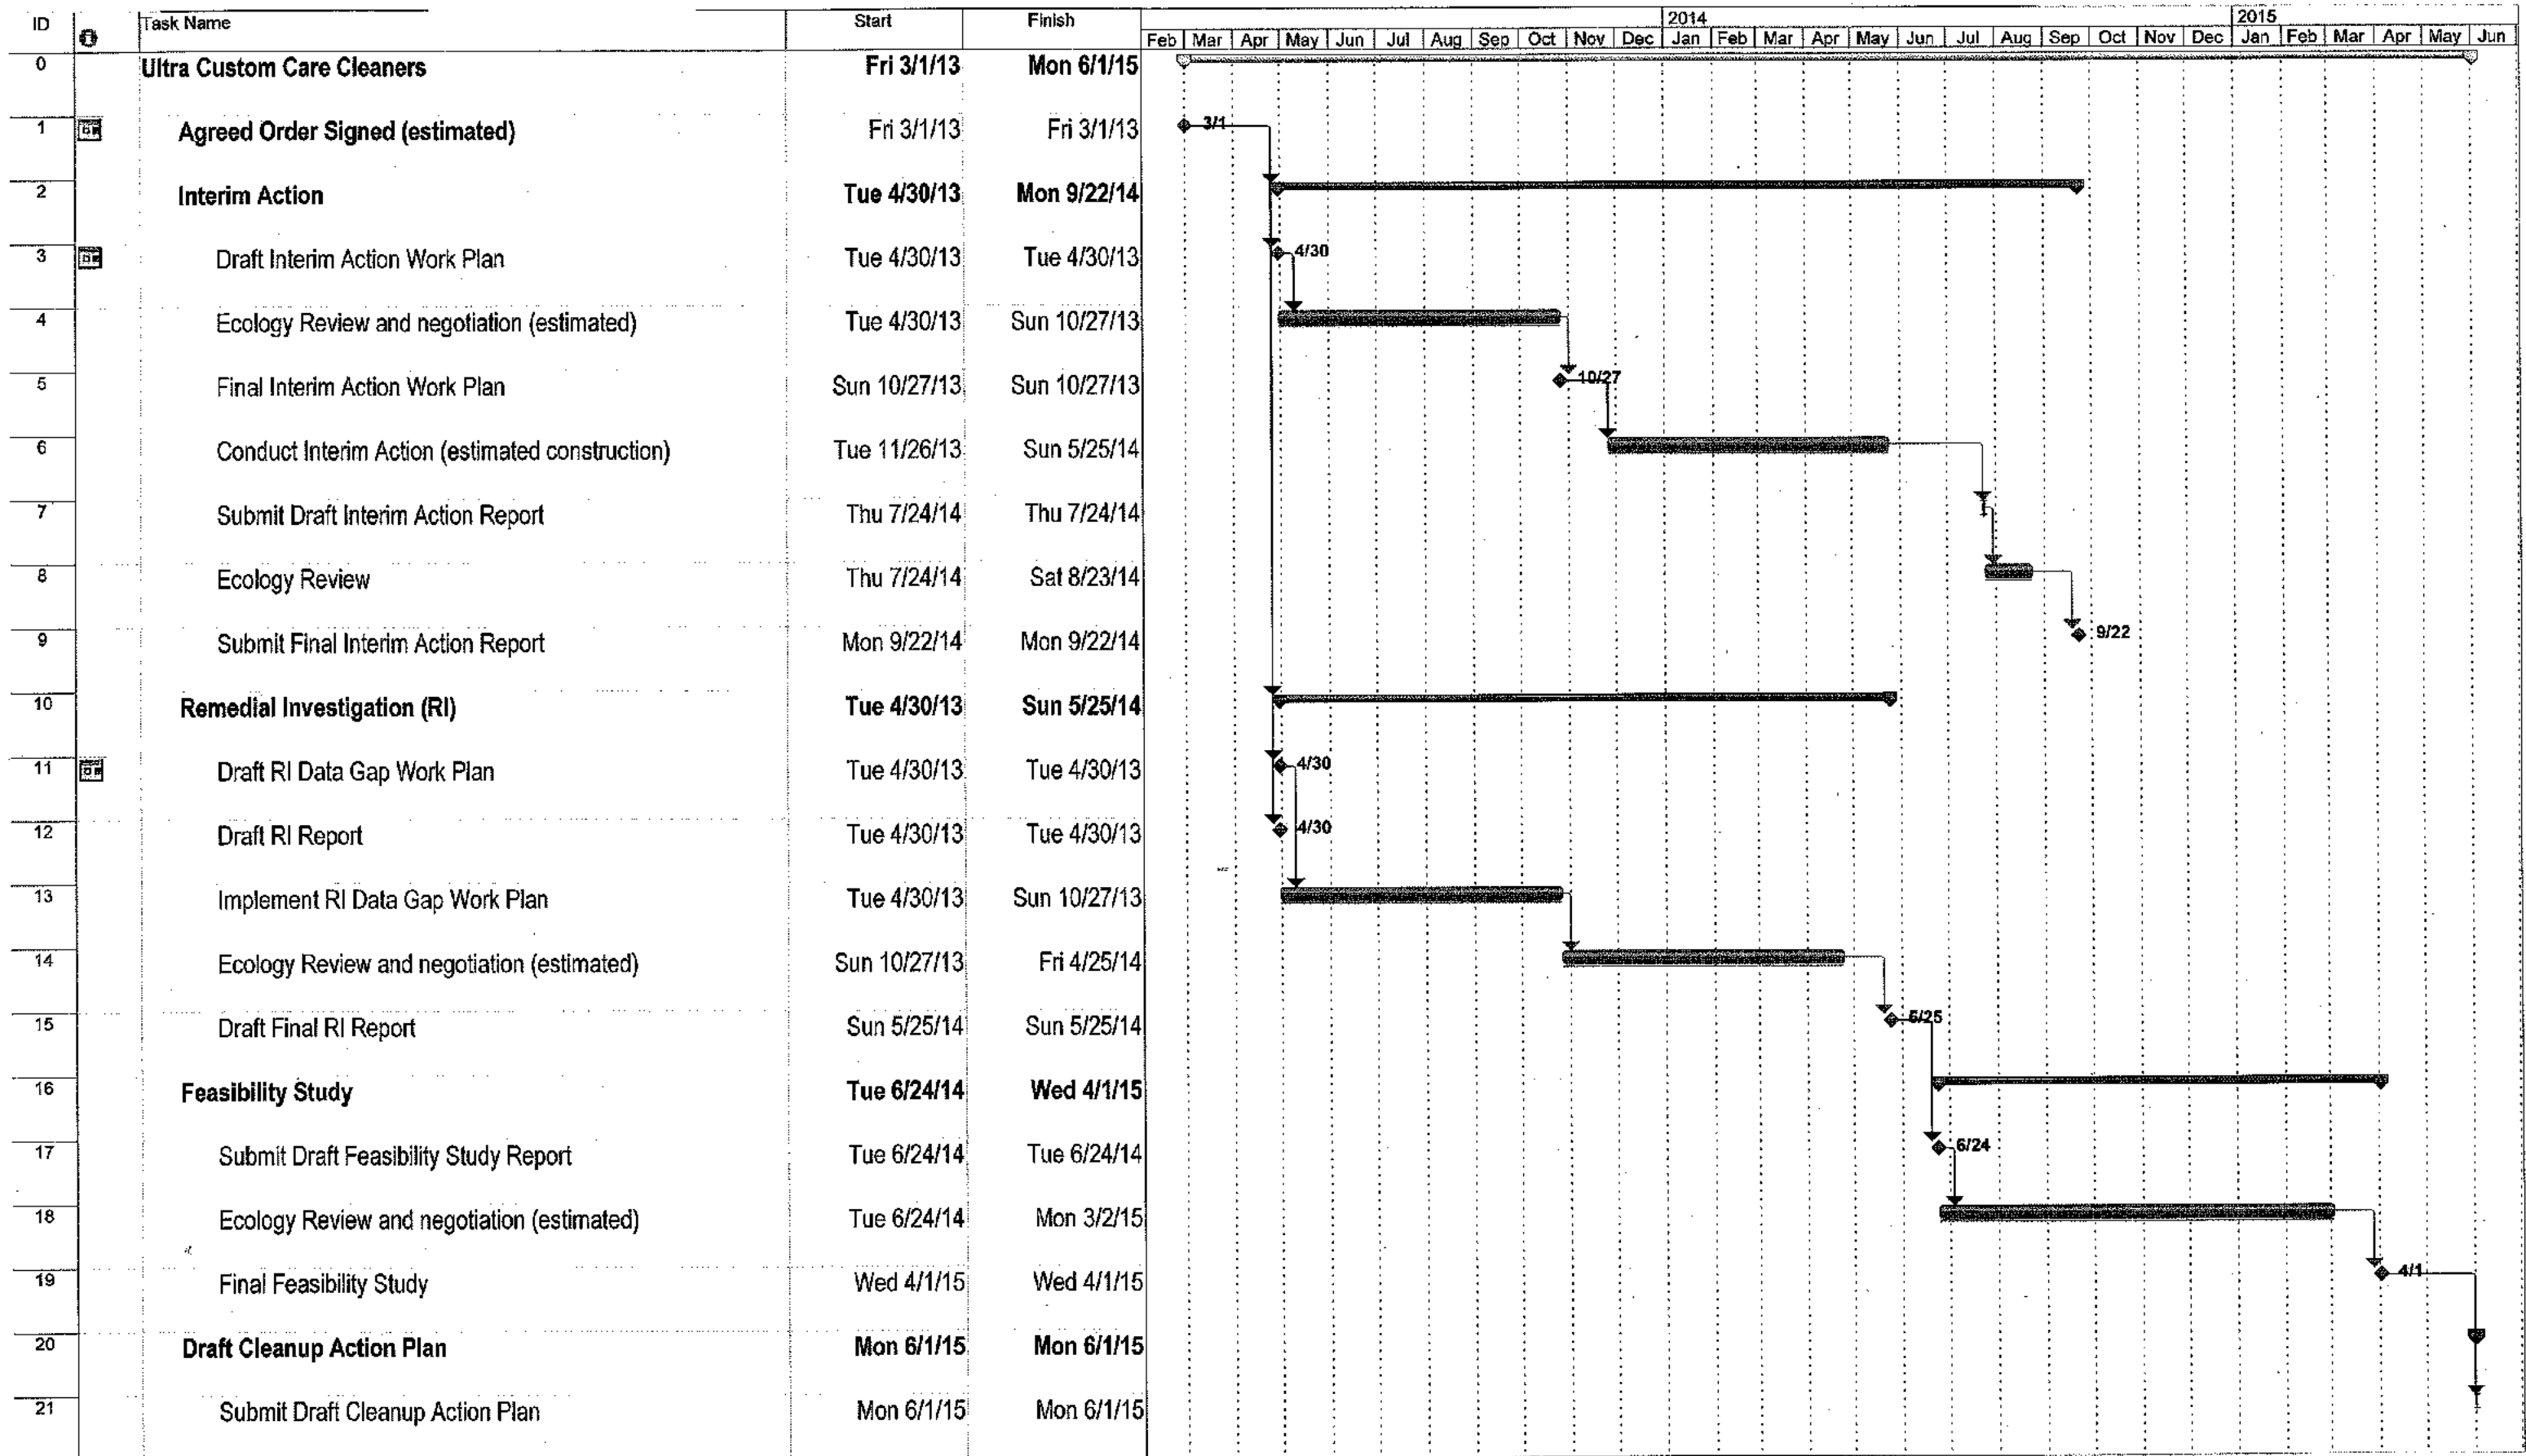 ID Task Name Start Finish 2014 2015
Feb Mar Apr May Jun Jul Aug Sep Oct Nov Dec Jan Feb Mar Apr May Jun Jul Aug Sep Oct Nov Dec Jan Feb Mar Apr May Jun
0 Ultra Custom Care Cleaners Fri 3/1/13 Mon 6/1/15
1 Agreed Order Signed (estimated) Fri 3/1/13 Fri 3/1/13 3/1
2 Interim Action Tue 4/30/13 Mon 9/22/14
3 Draft Interim Action Work Plan Tue 4/30/13 Tue 4/30/13 4/30
4 Ecology Review and negotiation (estimated) Tue 4/30/13 Sun 10/27/13
5 Final Interim Action Work Plan Sun 10/27/13 Sun 10/27/13 10/27
6 Conduct Interim Action (estimated construction) Tue 11/26/13 Sun 5/25/14
7 Submit Draft Interim Action Report Thu 7/24/14 Thu 7/24/14
8 Ecology Review Thu 7/24/14 Sat 8/23/14
9 Submit Final Interim Action Report Mon 9/22/14 Mon 9/22/14 9/22
10 Remedial Investigation (RI) Tue 4/30/13 Sun 5/25/14
11 Draft RI Data Gap Work Plan Tue 4/30/13 Tue 4/30/13 4/30
12 Draft RI Report Tue 4/30/13 Tue 4/30/13 4/30
13 Implement RI Data Gap Work Plan Tue 4/30/13 Sun 10/27/13
14 Ecology Review and negotiation (estimated) Sun 10/27/13 Fri 4/25/14
15 Draft Final RI Report Sun 5/25/14 Sun 5/25/14 5/25
16 Feasibility Study Tue 6/24/14 Wed 4/1/15
17 Submit Draft Feasibility Study Report Tue 6/24/14 Tue 6/24/14 6/24
18 Ecology Review and negotiation (estimated) Tue 6/24/14 Mon 3/2/15
19 Final Feasibility Study Wed 4/1/15 Wed 4/1/15 4/1
20 Draft Cleanup Action Plan Mon 6/1/15 Mon 6/1/15
21 Submit Draft Cleanup Action Plan Mon 6/1/15 Mon 6/1/15